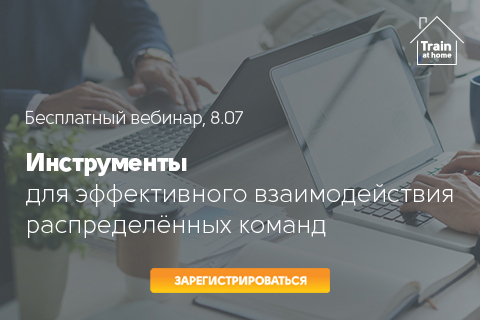 Train
at home
Бесплатный вебинар, 8.07
Инструменты
для эффективного взаимодействия
распределённых команд
ЗАРЕГИСТРИРОВАТЬСЯ